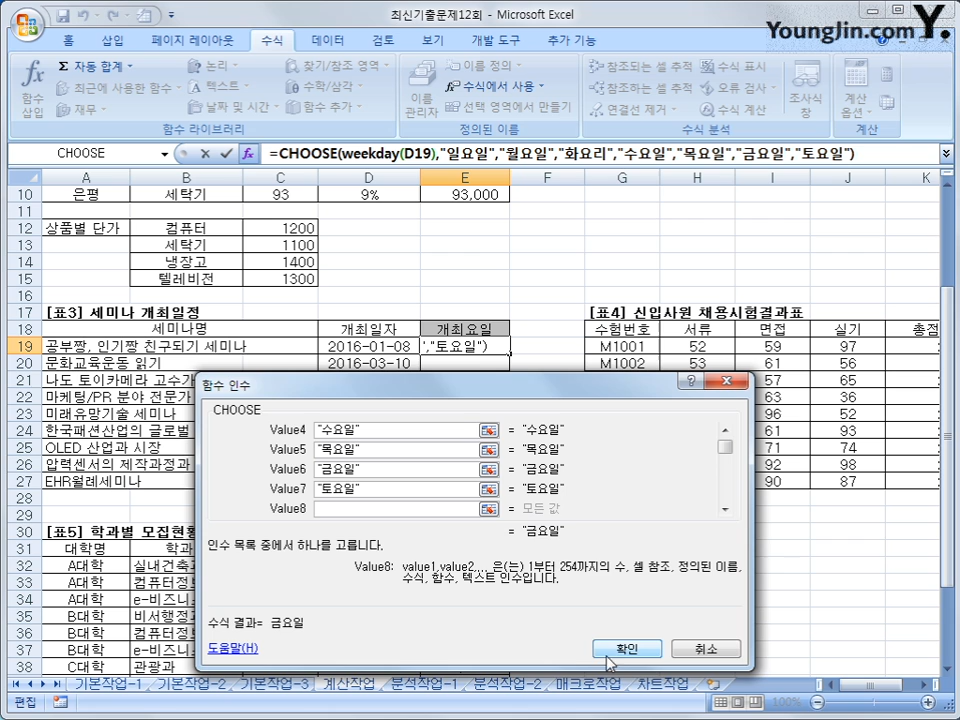 최신기출문제12회 - Microsoft Excel
YoungJin.com Y.
홈 삽입 페이지 레이아웃 수식 데이터 검토 보기 개발 도구 추가 기능
함수 삽입
Σ 자동 합계
최근에 사용한 함수
재무
논리
텍스트
날짜 및 시간
찾기/참조 영역
수학/삼각
함수 추가
함수 라이브러리
이름 관리자
이름 정의
수식에서 사용
선택 영역에서 만들기
정의된 이름
참조되는 셀 추적
참조하는 셀 추적
연결선 제거
수식 표시
오류 검사
수식 계산
수식 분석
조사식 창
계산 옵션
계산
CHOOSE =CHOOSE(weekday(D19),"일요일","월요일","화요리","수요일","목요일","금요일","토요일")
A B C D E F G H I J K
10 은평 세탁기 93 9% 93,000
11
12 상품별 단가 컴퓨터 1200
13 세탁기 1100
14 냉장고 1400
15 텔레비전 1300
16
17 [표3] 세미나 개최일정 [표4] 신입사원 채용시험결과표
18 세미나명 개최일자 개최요일 수험번호 서류 면접 실기 총점
19 공부짱, 인기짱 친구되기 세미나 2016-01-08 ,"토요일") M1001 52 59 97
20 문화교육운동 읽기 2016-03-10 M1002 53 61 56
21 나도 토이카메라 고수가 57 65
22 마케팅/PR 분야 전문가 63 36
23 미래유망기술 세미나 96 52
24 한국패션산업의 글로벌 61 93
25 OLED 산업과 시장 71 74
26 압력센서의 제작과정과 92 98
27 EHR월례세미나 90 87
28
29
30 [표5] 학과별 모집현황
31 대학명 학과
32 A대학 실내건축
33 A대학 컴퓨터정보
34 A대학 e-비즈니
35 B대학 비서행정
36 B대학 컴퓨터정보
37 B대학 e-비즈니
38 C대학 관광과
함수 인수
CHOOSE
Value4 "수요일" = "수요일"
Value5 "목요일" = "목요일"
Value6 "금요일" = "금요일"
Value7 "토요일" = "토요일"
Value8 = 모든 값
= "금요일"
인수 목록 중에서 하나를 고릅니다.
Value8: value1,value2,... 은(는) 1부터 254까지의 수, 셀 참조, 정의된 이름,
수식, 함수, 텍스트 인수입니다.
수식 결과= 금요일
도움말(H) 확인 취소
기본작업-1 기본작업-2 기본작업-3 계산작업 분석작업-1 분석작업-2 매크로작업 차트작업
편집 100%